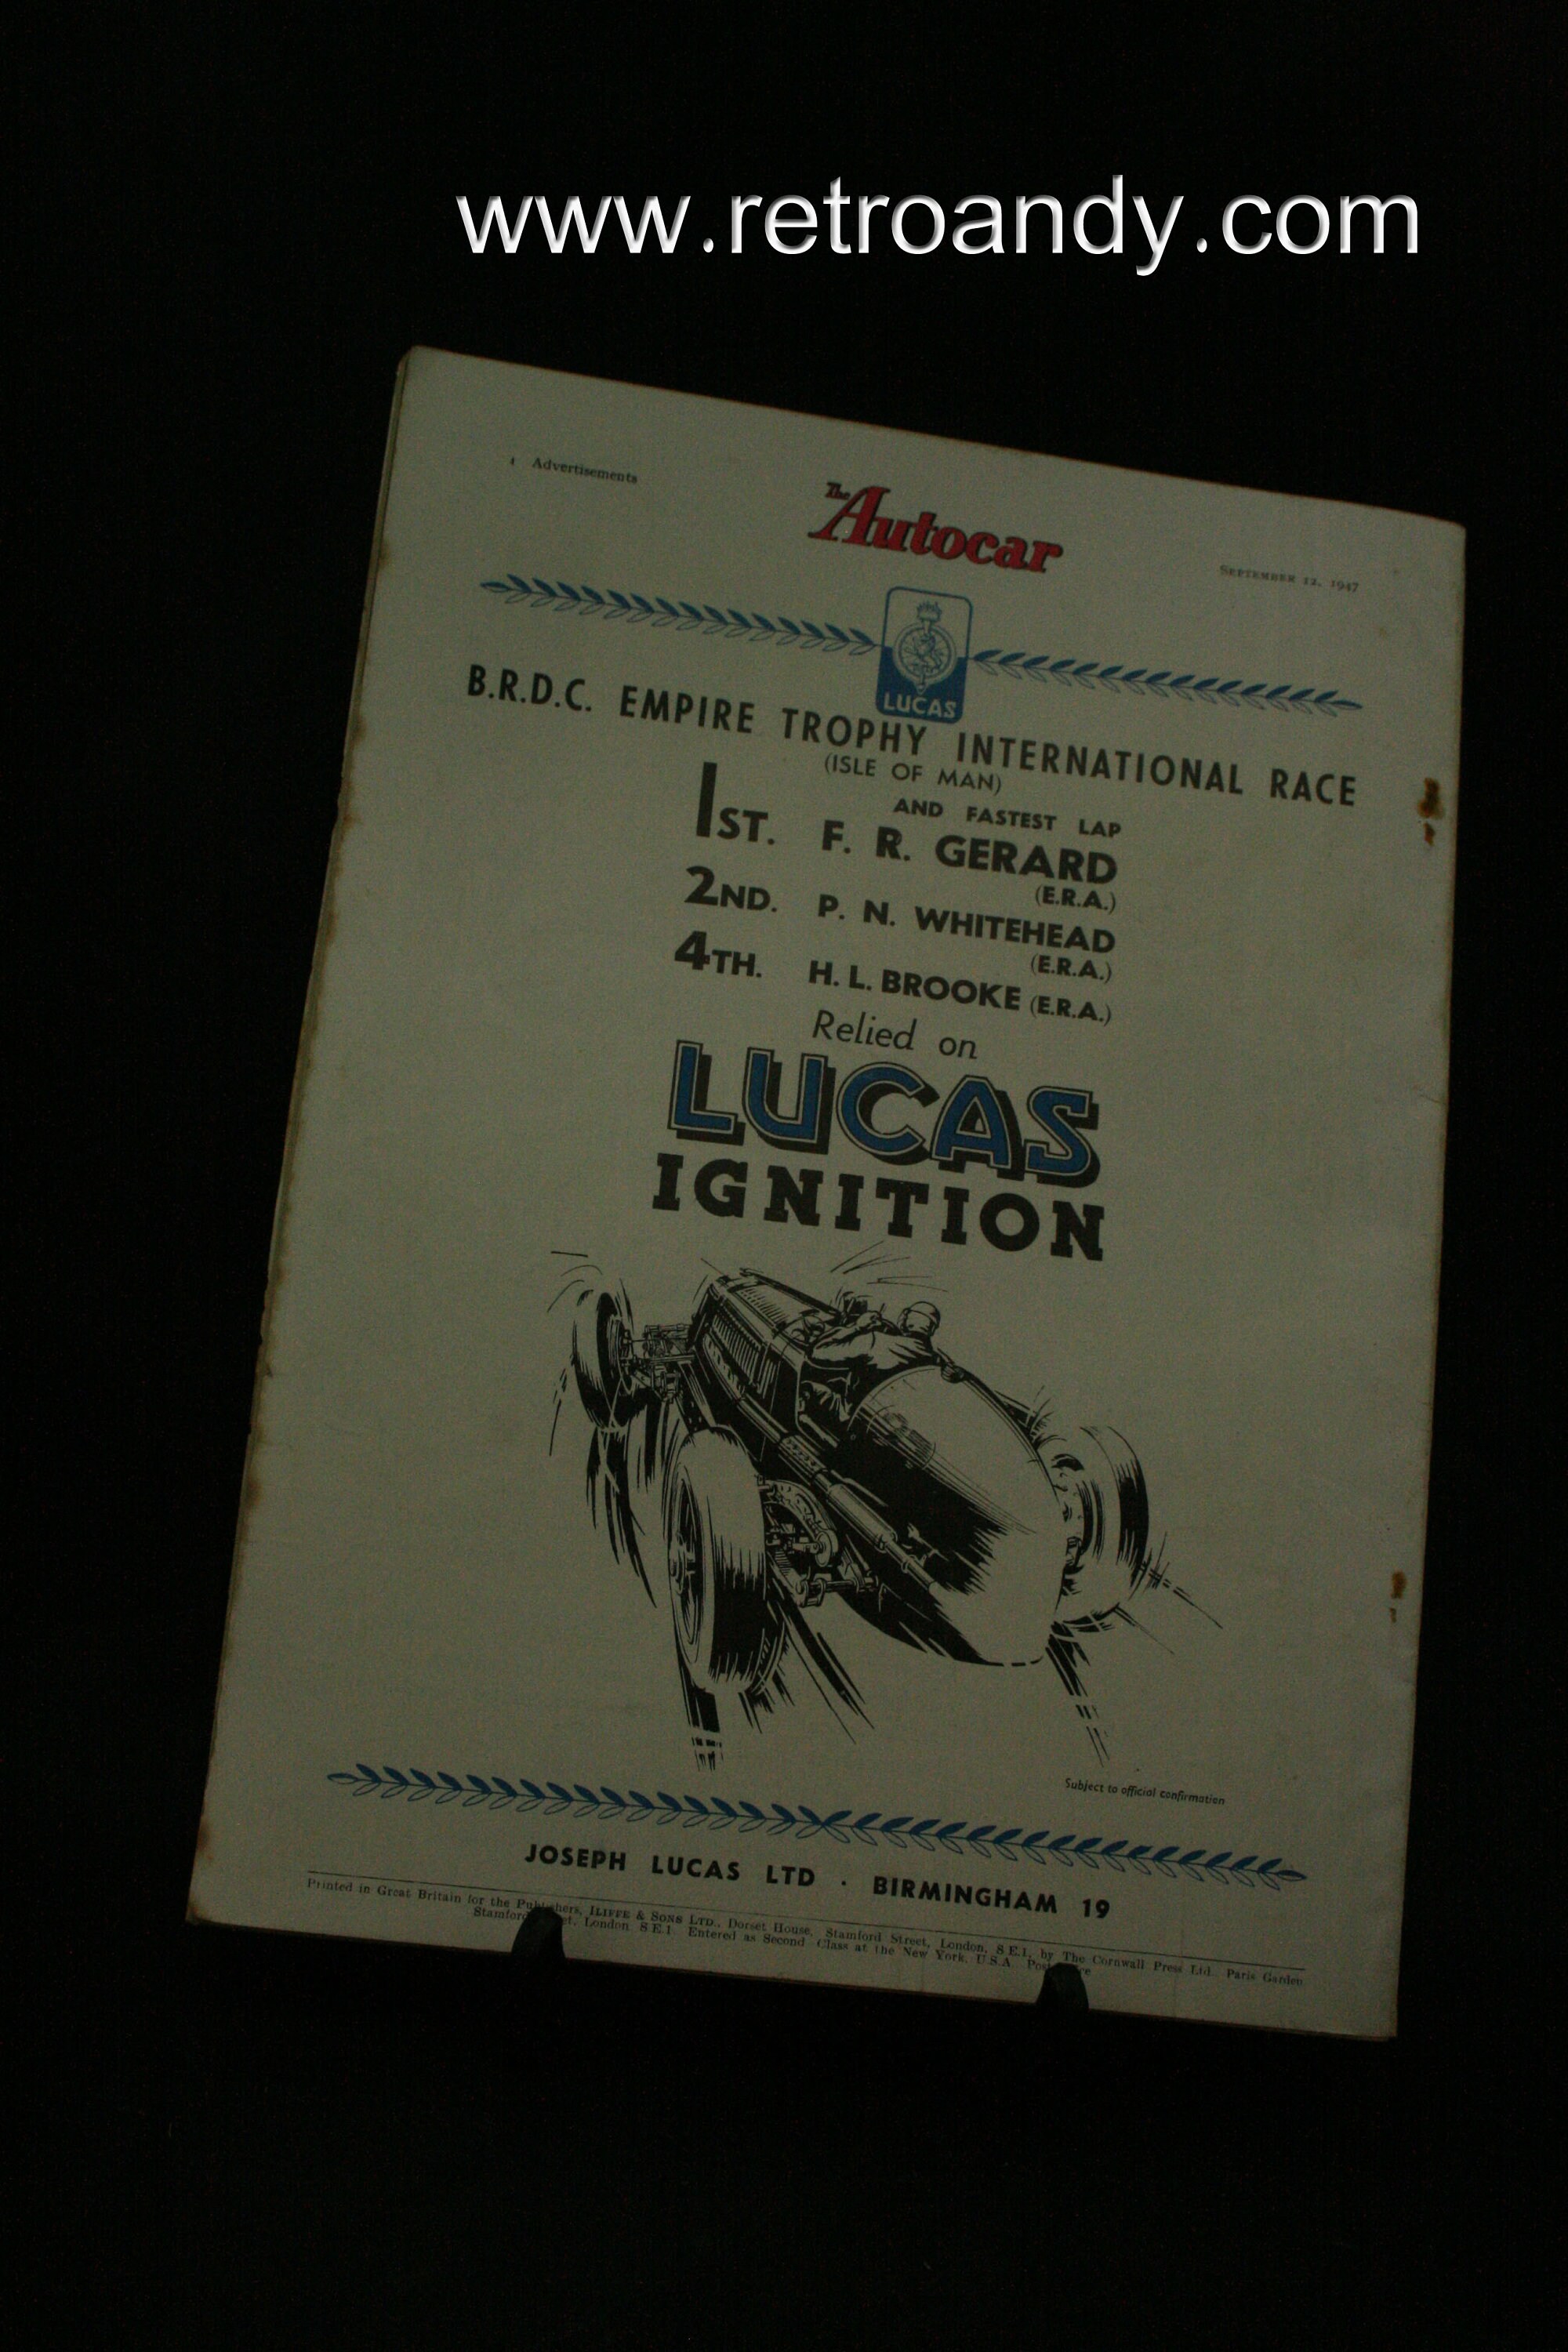 www.retroandy.com
Advertisements
The Autocar
SEPTEMBER 12, 1947
LUCAS
B.R.D.C. EMPIRE TROPHY INTERNATIONAL RACE
(ISLE OF MAN)
AND FASTEST LAP
1ST. F. R. GERARD
(E.R.A.)
2ND. P. N. WHITEHEAD
(E.R.A.)
4TH. H. L. BROOKE (E.R.A.)
Relied on
LUCAS
IGNITION
Subject to official confirmation
JOSEPH LUCAS LTD · BIRMINGHAM 19
Printed in Great Britain for the Publishers, ILIFFE & SONS LTD., Dorset House, Stamford Street, London, S.E.1, by The Cornwall Press Ltd., Paris Garden
Stamford London S.E.1 Entered as Second Class at the New York, U.S.A.